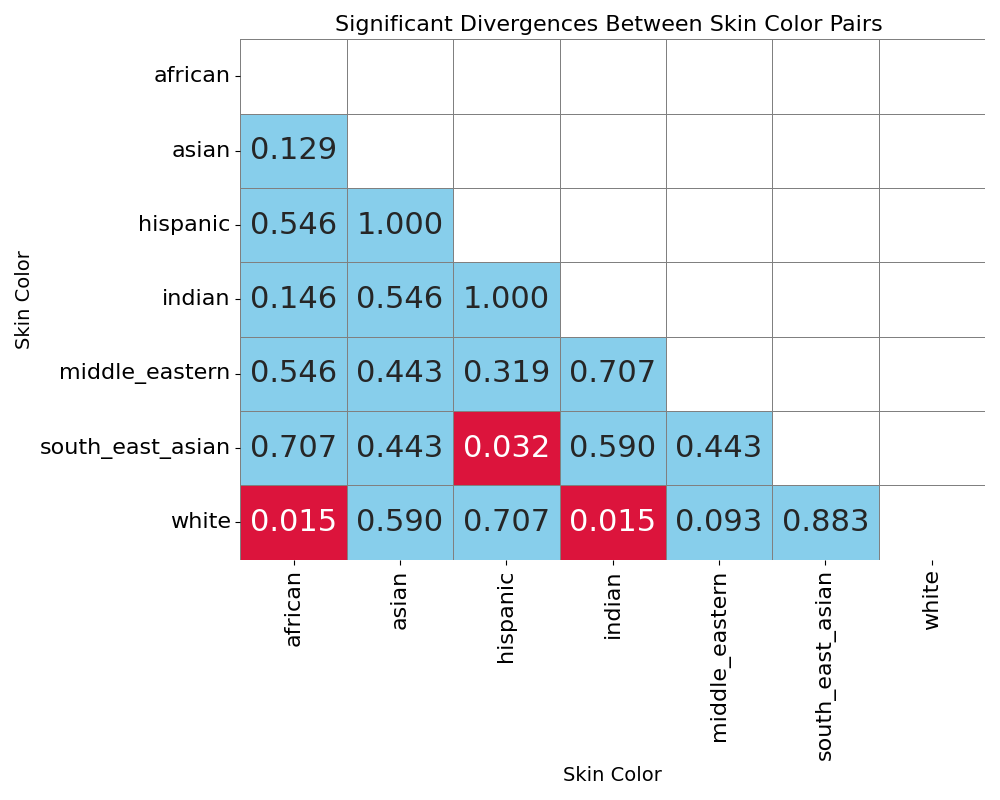 Significant Divergences Between Skin Color Pairs
african
asian 0.129
hispanic 0.546 1.000
indian 0.146 0.546 1.000
middle_eastern 0.546 0.443 0.319 0.707
south_east_asian 0.707 0.443 0.032 0.590 0.443
white 0.015 0.590 0.707 0.015 0.093 0.883
Skin Color
african asian hispanic indian middle_eastern south_east_asian white
Skin Color